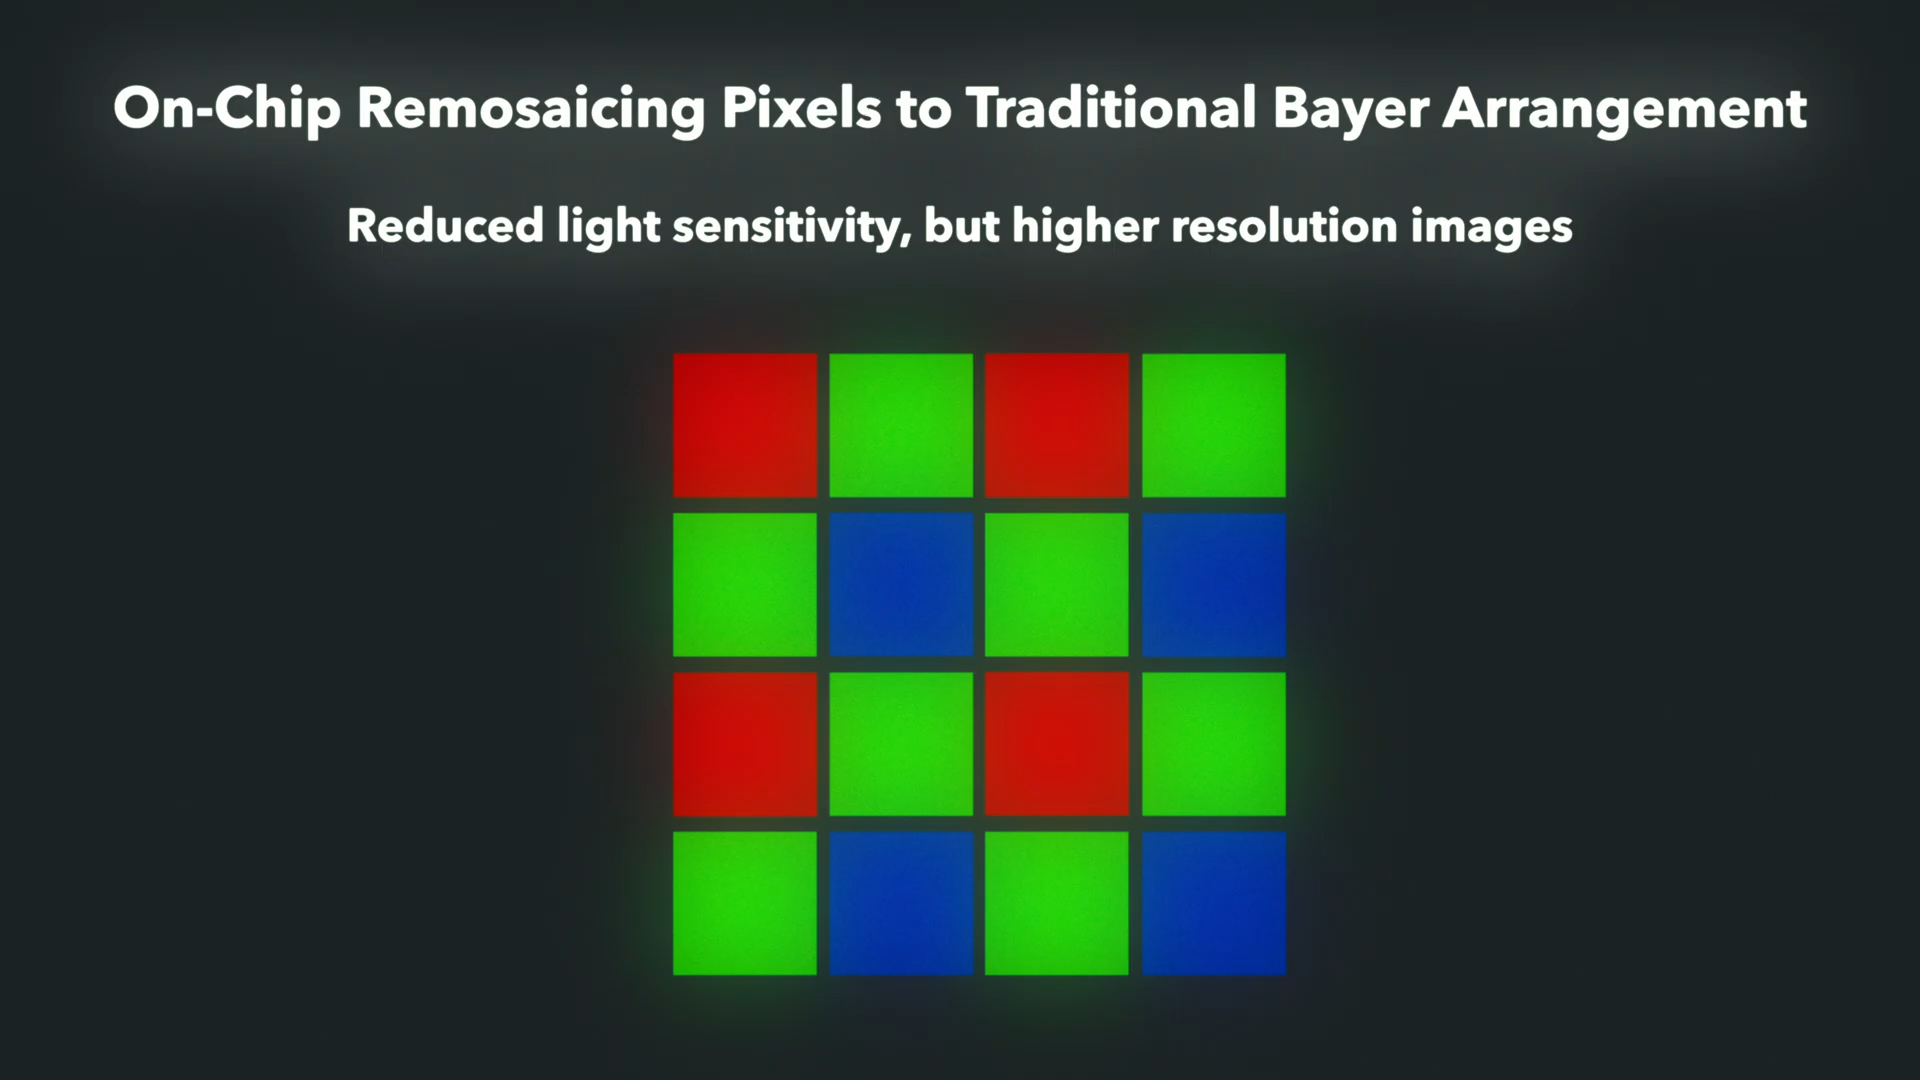 On-Chip Remosaicing Pixels to Traditional Bayer Arrangement
Reduced light sensitivity, but higher resolution images